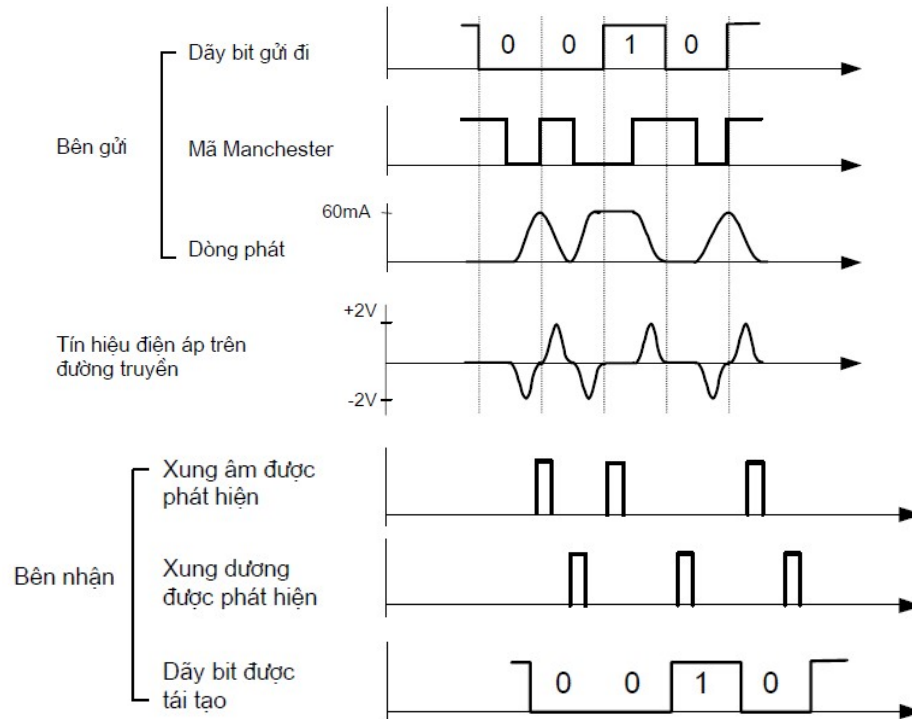 Dãy bit gửi đi
0 0 1 0
Bên gửi
Mã Manchester
60mA
Dòng phát
+2V
Tín hiệu điện áp trên
đường truyền
-2V
Xung âm được
phát hiện
Bên nhận
Xung dương
được phát hiện
Dãy bit được
tái tạo
0 0 1 0